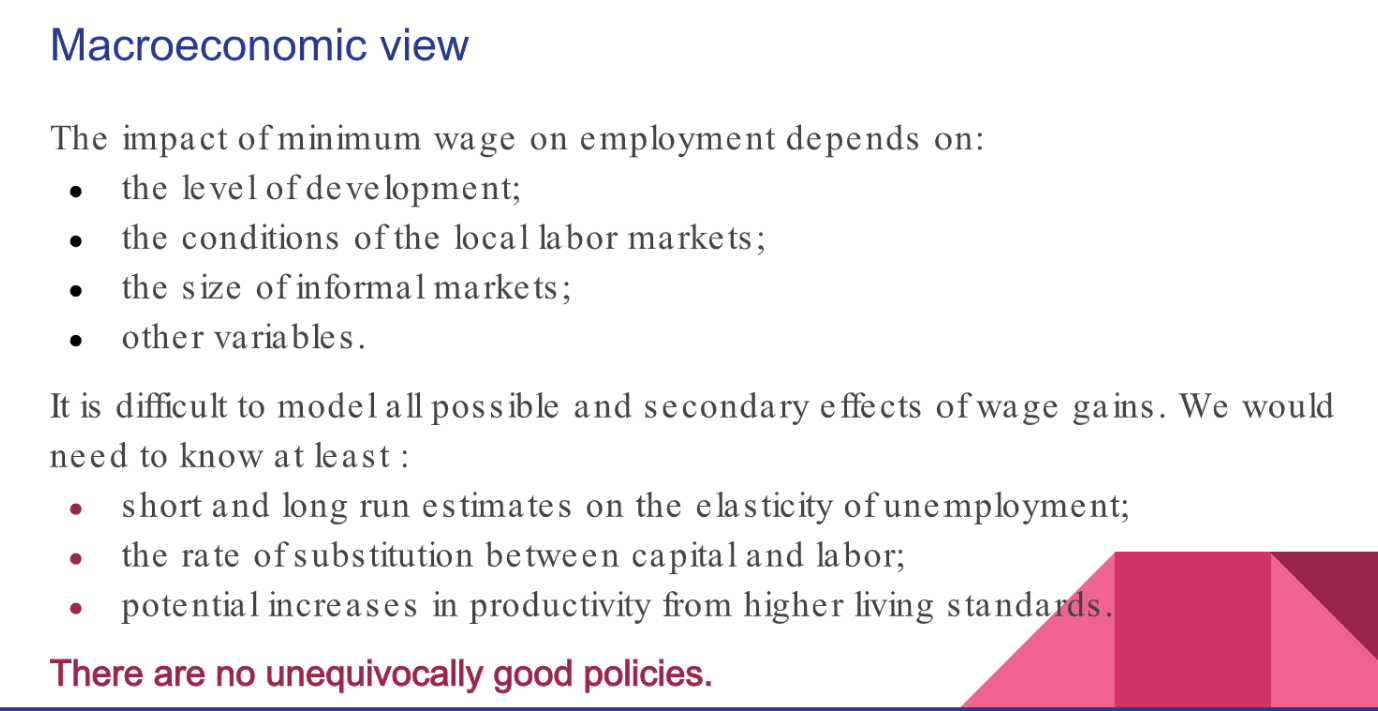 Macroeconomic view
The impact of minimum wage on employment depends on:
● the level of development;
● the conditions of the local labor markets;
● the size of informal markets;
● other variables.
It is difficult to model all possible and secondary effects of wage gains. We would
need to know at least :
● short and long run estimates on the elasticity of unemployment;
● the rate of substitution between capital and labor;
● potential increases in productivity from higher living standards.
There are no unequivocally good policies.